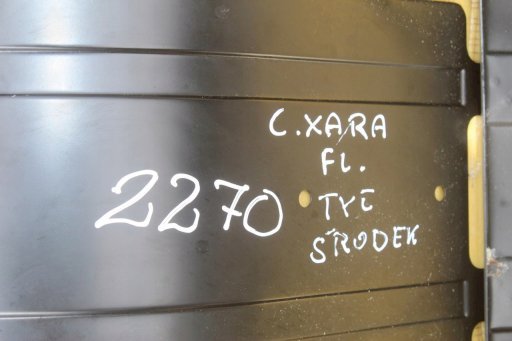 C.XARA
FL.
TYŁ
ŚRODEK
2270